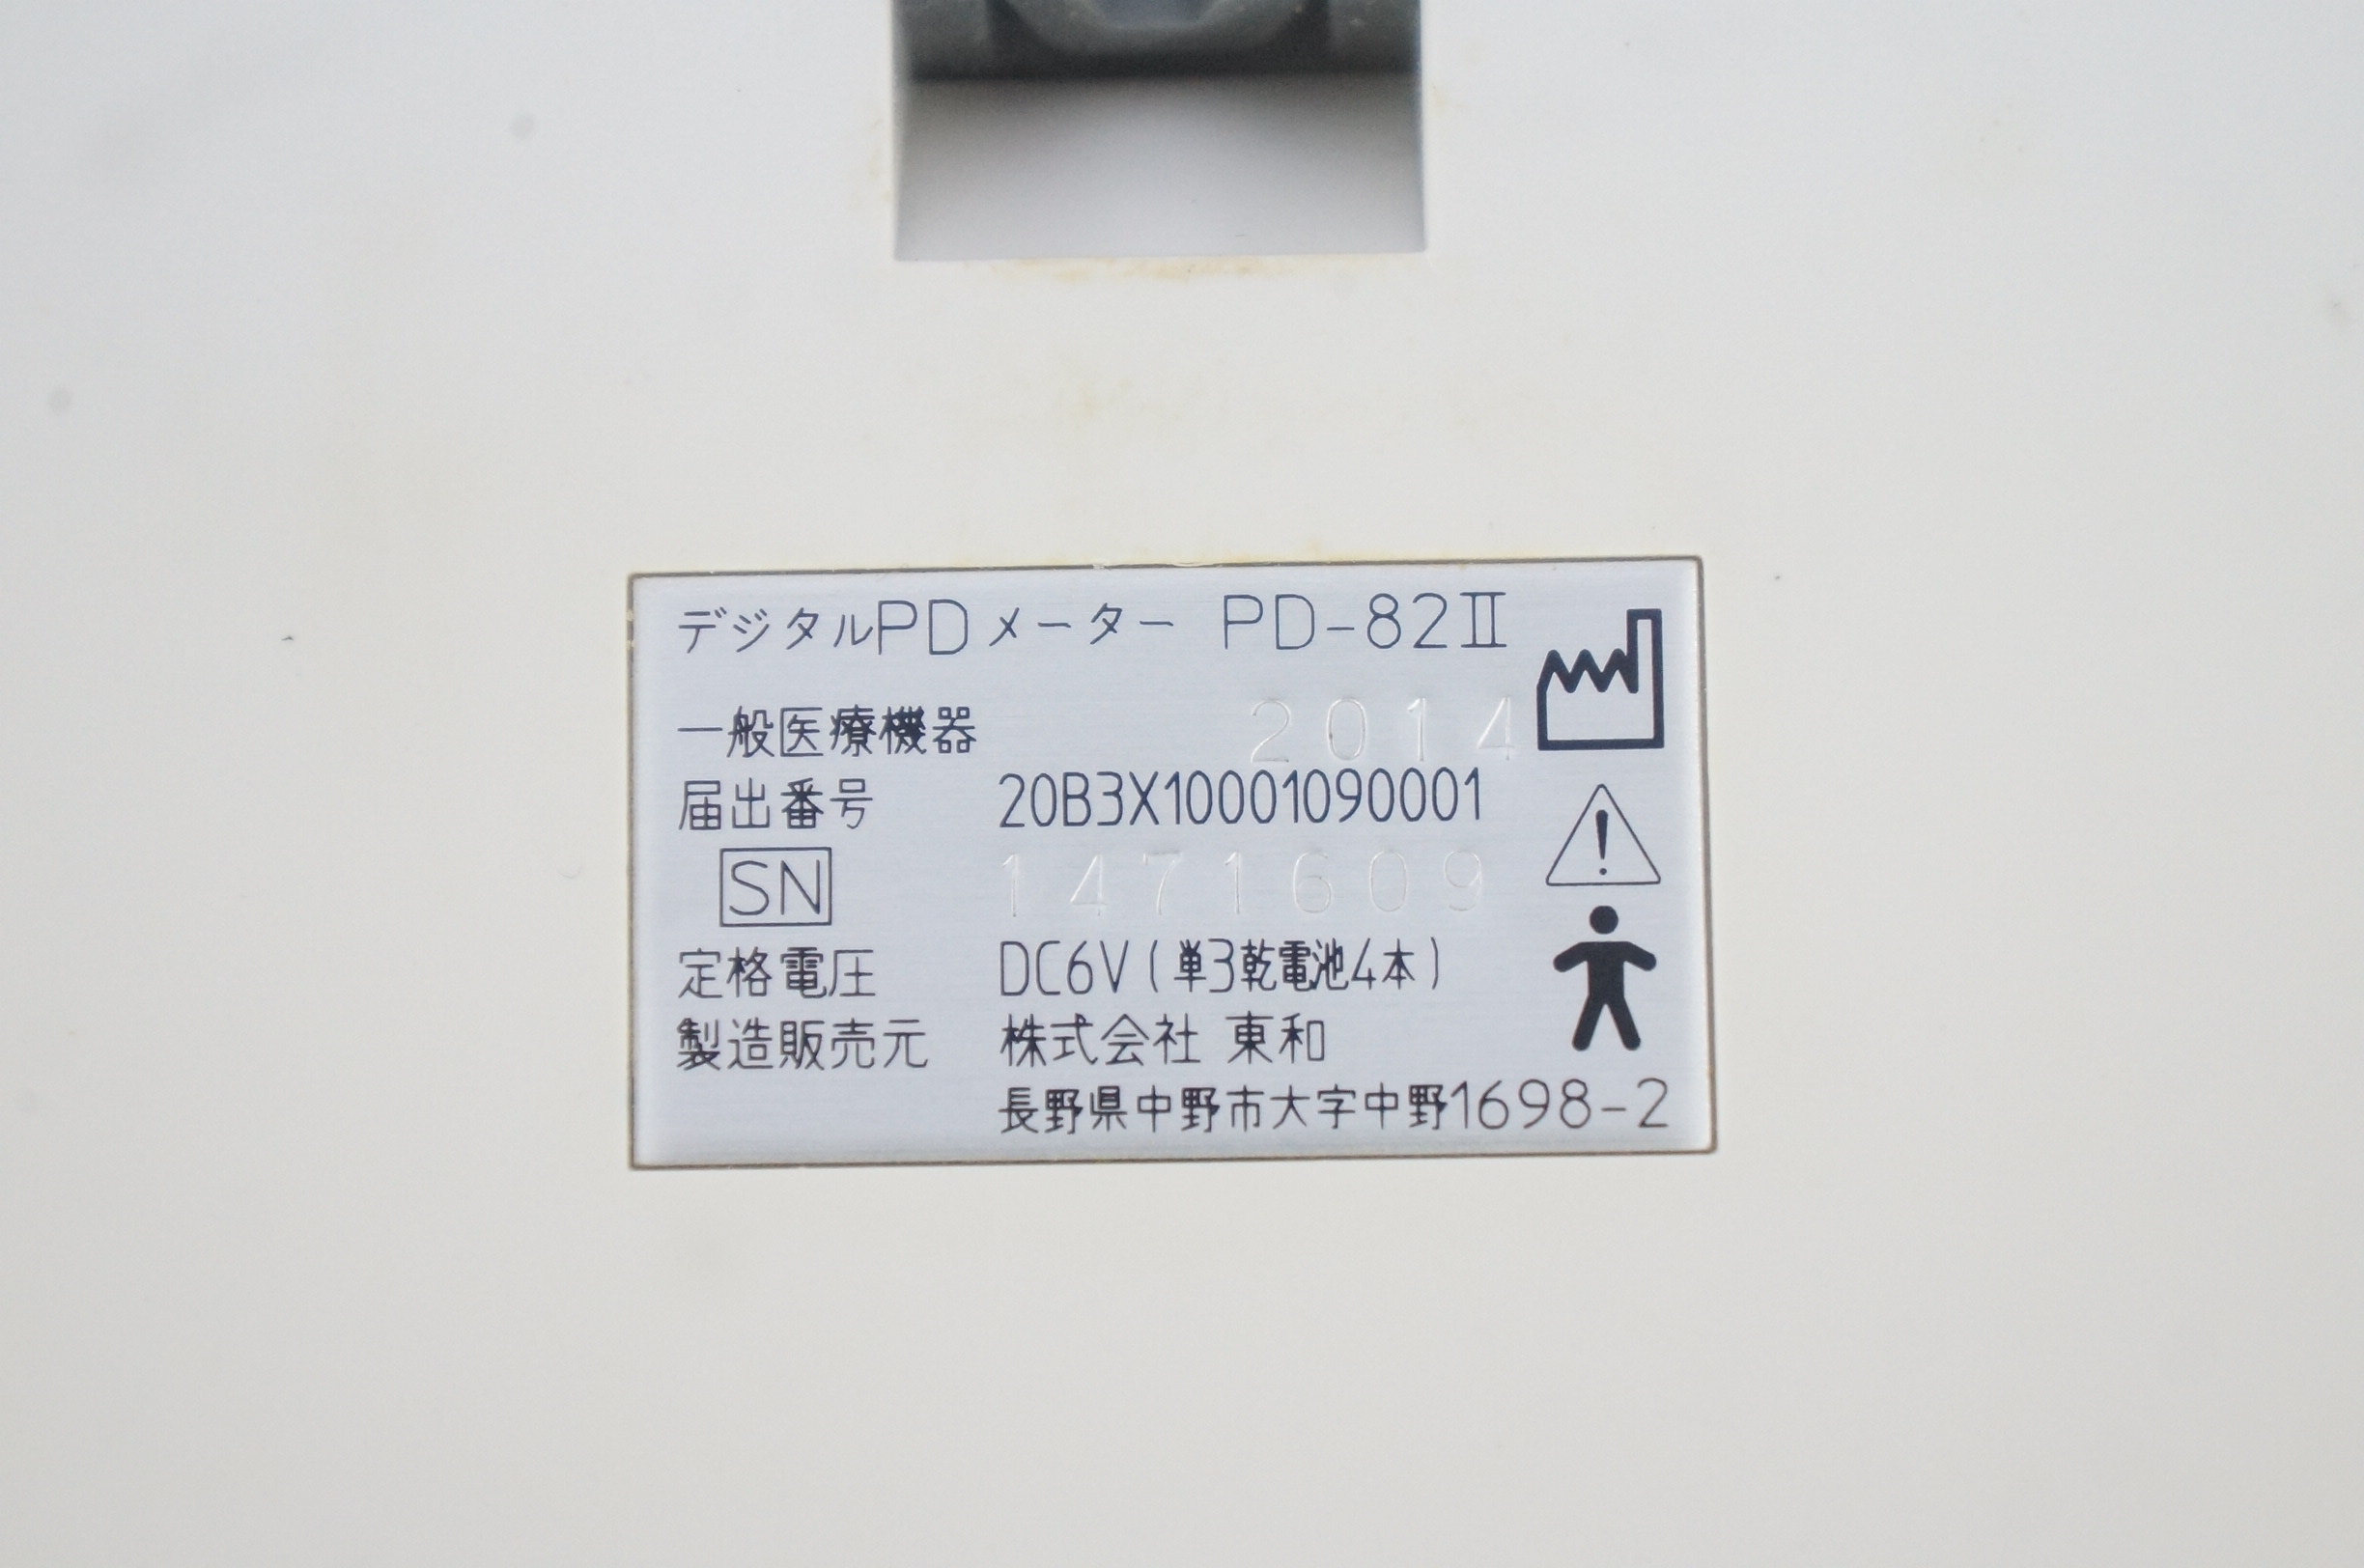 デジタルPDメーター PD-82Ⅱ
一般医療機器 2014
届出番号 20B3X10001090001
SN 1471609
定格電圧 DC6V(単3乾電池4本)
製造販売元 株式会社 東和
長野県中野市大字中野1698-2